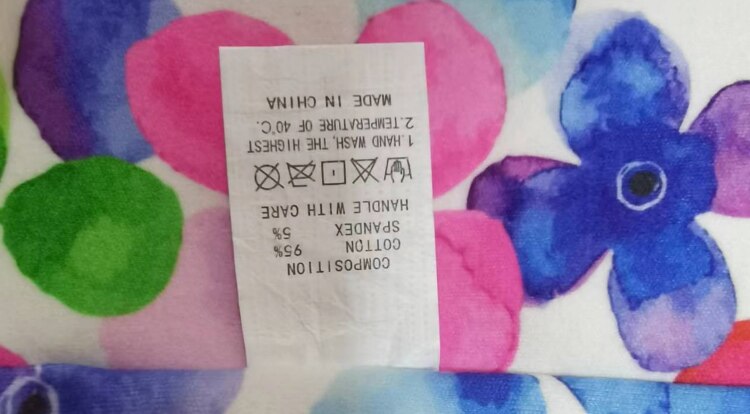 COMPOSITION
COTTON 95%
SPANDEX 5%
HANDLE WITH CARE
1.HAND WASH, THE HIGHEST
2.TEMPERATURE OF 40°C.
MADE IN CHINA